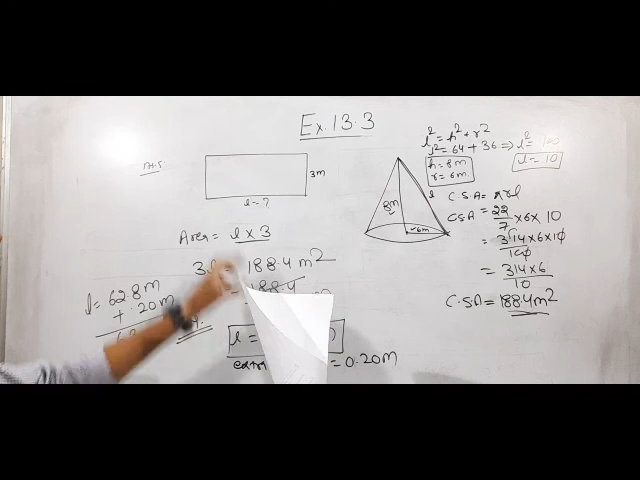 Ex.13.3
3m
l = ?
Area = l x 3
188.4 m²
188.4
l = 62.8m
+ .20m
l =
= 0.20m
l² = h² + r²
l² = 64 + 36 ⇒ l² = 100
h = 8m
r = 6m.
l = 10
8m
6m
l
C.S.A = πrl
CSA = 22/7 x 6 x 10
= 314 x 6 x 10 / 100
= 314 x 6 / 10
C.S.A = 188.4m²